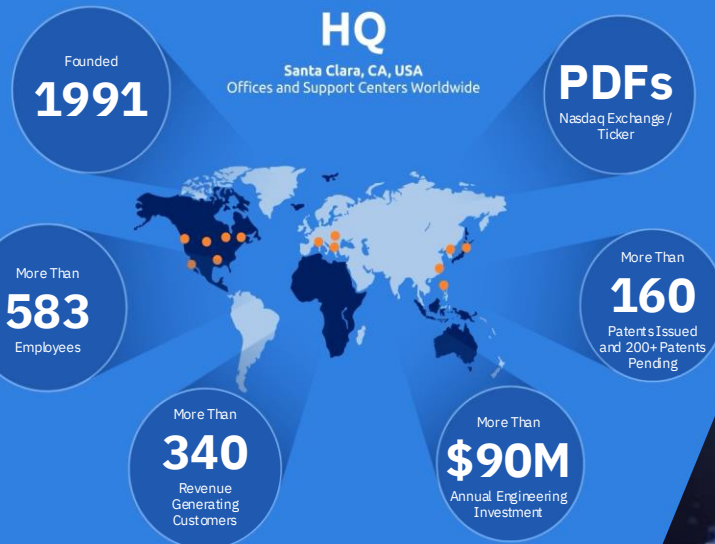 HQ
Santa Clara, CA, USA
Offices and Support Centers Worldwide
Founded
1991
PDFs
Nasdaq Exchange /
Ticker
More Than
583
Employees
More Than
160
Patents Issued
and 200+ Patents
Pending
More Than
340
Revenue
Generating
Customers
More Than
$90M
Annual Engineering
Investment